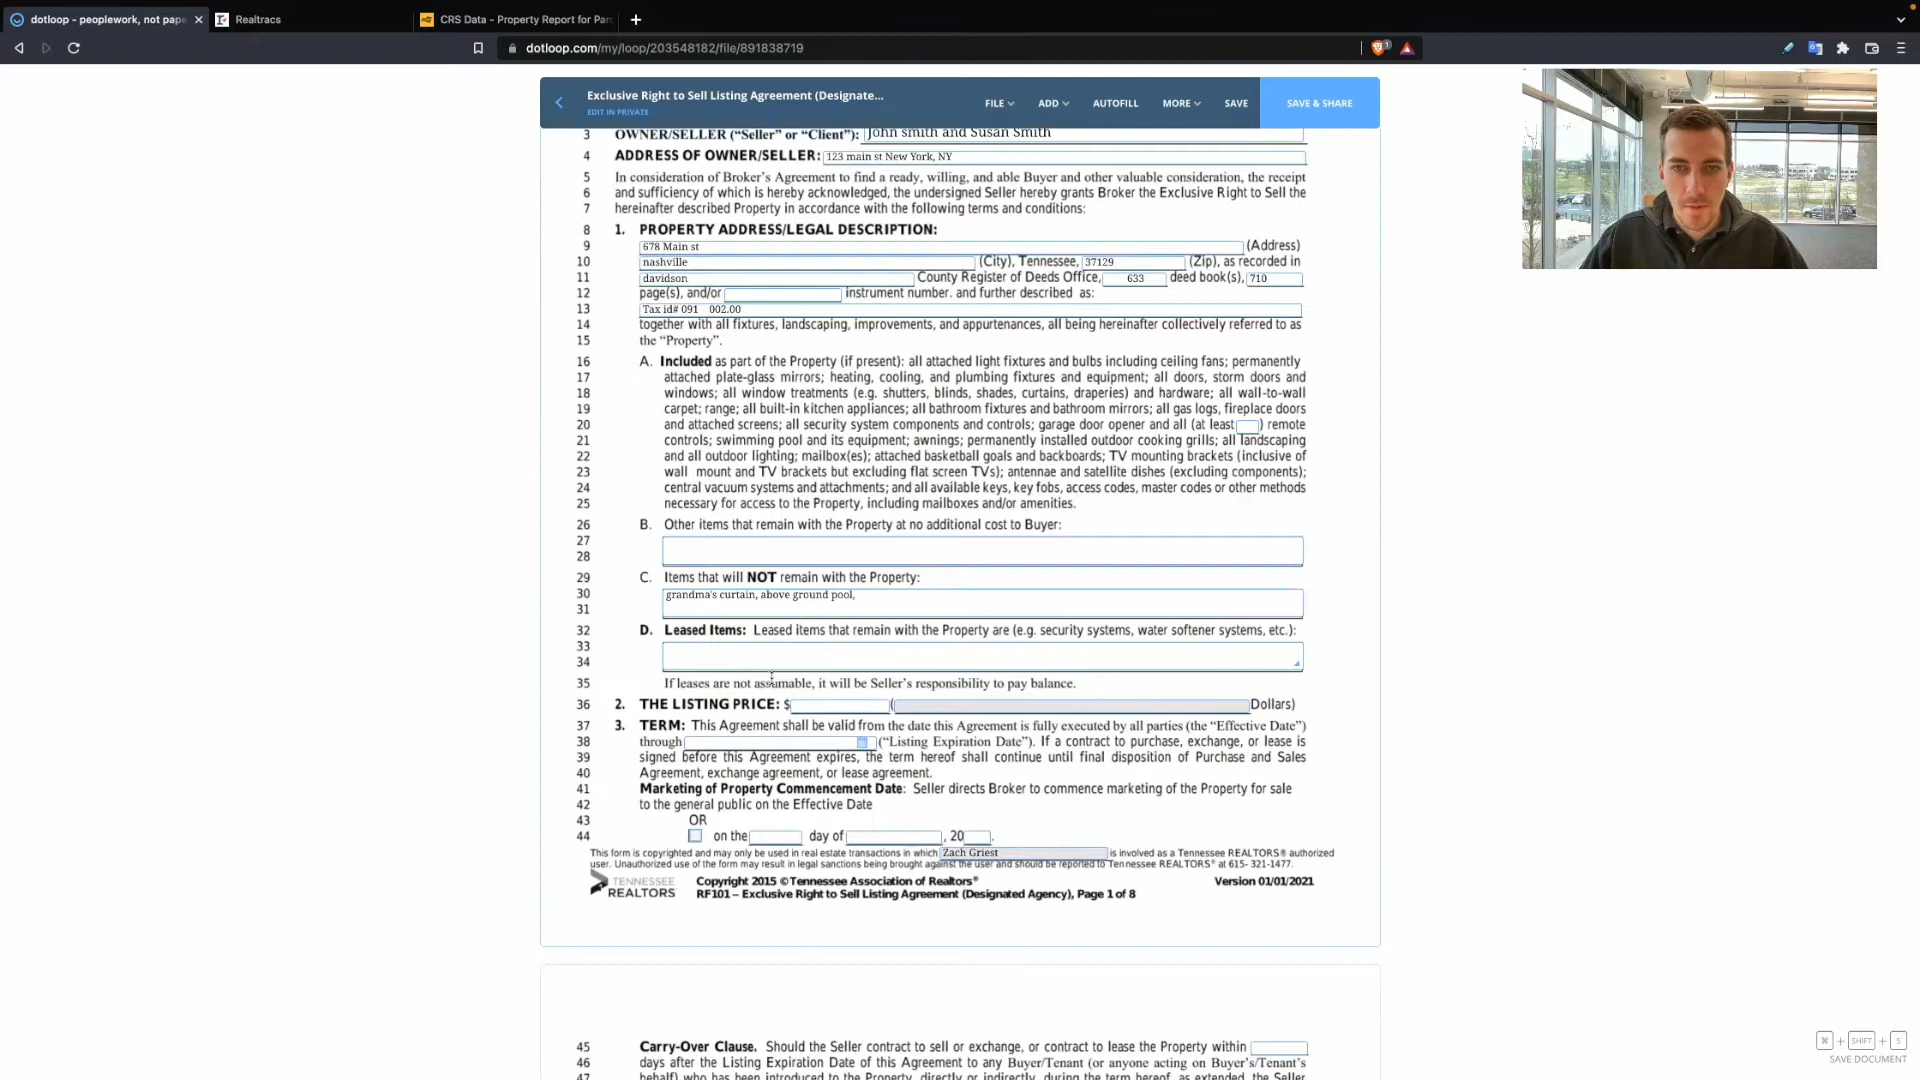 dotloop - peoplework, not pape
Realtracs
CRS Data - Property Report for Parc
dotloop.com/my/loop/203548182/file/891838719
Exclusive Right to Sell Listing Agreement (Designate...
EDIT IN PRIVATE
FILE
ADD
AUTOFILL
MORE
SAVE
SAVE & SHARE
3 OWNER/SELLER (“Seller” or “Client”): John smith and Susan Smith
4 ADDRESS OF OWNER/SELLER: 123 main st New York, NY
5 In consideration of Broker’s Agreement to find a ready, willing, and able Buyer and other valuable consideration, the receipt
6 and sufficiency of which is hereby acknowledged, the undersigned Seller hereby grants Broker the Exclusive Right to Sell the
7 hereinafter described Property in accordance with the following terms and conditions:
8 1. PROPERTY ADDRESS/LEGAL DESCRIPTION:
9 678 Main st (Address)
10 nashville (City), Tennessee, 37129 (Zip), as recorded in
11 davidson County Register of Deeds Office, 633 deed book(s), 710
12 page(s), and/or instrument number. and further described as:
13 Tax id# 091 002.00
14 together with all fixtures, landscaping, improvements, and appurtenances, all being hereinafter collectively referred to as
15 the “Property”.
16 A. Included as part of the Property (if present): all attached light fixtures and bulbs including ceiling fans; permanently
17 attached plate-glass mirrors; heating, cooling, and plumbing fixtures and equipment; all doors, storm doors and
18 windows; all window treatments (e.g. shutters, blinds, shades, curtains, draperies) and hardware; all wall-to-wall
19 carpet; range; all built-in kitchen appliances; all bathroom fixtures and bathroom mirrors; all gas logs, fireplace doors
20 and attached screens; all security system components and controls; garage door opener and all (at least ) remote
21 controls; swimming pool and its equipment; awnings; permanently installed outdoor cooking grills; all landscaping
22 and all outdoor lighting; mailbox(es); attached basketball goals and backboards; TV mounting brackets (inclusive of
23 wall mount and TV brackets but excluding flat screen TVs); antennae and satellite dishes (excluding components);
24 central vacuum systems and attachments; and all available keys, key fobs, access codes, master codes or other methods
25 necessary for access to the Property, including mailboxes and/or amenities.
26 B. Other items that remain with the Property at no additional cost to Buyer:
27
28
29 C. Items that will NOT remain with the Property:
30 grandma's curtain, above ground pool,
31
32 D. Leased Items: Leased items that remain with the Property are (e.g. security systems, water softener systems, etc.):
33
34
35 If leases are not assumable, it will be Seller’s responsibility to pay balance.
36 2. THE LISTING PRICE: $ ( Dollars)
37 3. TERM: This Agreement shall be valid from the date this Agreement is fully executed by all parties (the “Effective Date”)
38 through (“Listing Expiration Date”). If a contract to purchase, exchange, or lease is
39 signed before this Agreement expires, the term hereof shall continue until final disposition of Purchase and Sales
40 Agreement, exchange agreement, or lease agreement.
41 Marketing of Property Commencement Date: Seller directs Broker to commence marketing of the Property for sale
42 to the general public on the Effective Date
43 OR
44 on the day of , 20 .
This form is copyrighted and may only be used in real estate transactions in which Zach Griest is involved as a Tennessee REALTORS® authorized
user. Unauthorized use of the form may result in legal sanctions being brought against the user and should be reported to Tennessee REALTORS® at 615- 321-1477.
TENNESSEE
REALTORS
Copyright 2015 © Tennessee Association of Realtors®
RF101 – Exclusive Right to Sell Listing Agreement (Designated Agency), Page 1 of 8
Version 01/01/2021
45 Carry-Over Clause. Should the Seller contract to sell or exchange, or contract to lease the Property within
46 days after the Listing Expiration Date of this Agreement to any Buyer/Tenant (or anyone acting on Buyer’s/Tenant’s
47 behalf) who has been introduced to the Property, directly or indirectly, during the term hereof, as extended, the Seller
⌘ + SHIFT + S
SAVE DOCUMENT